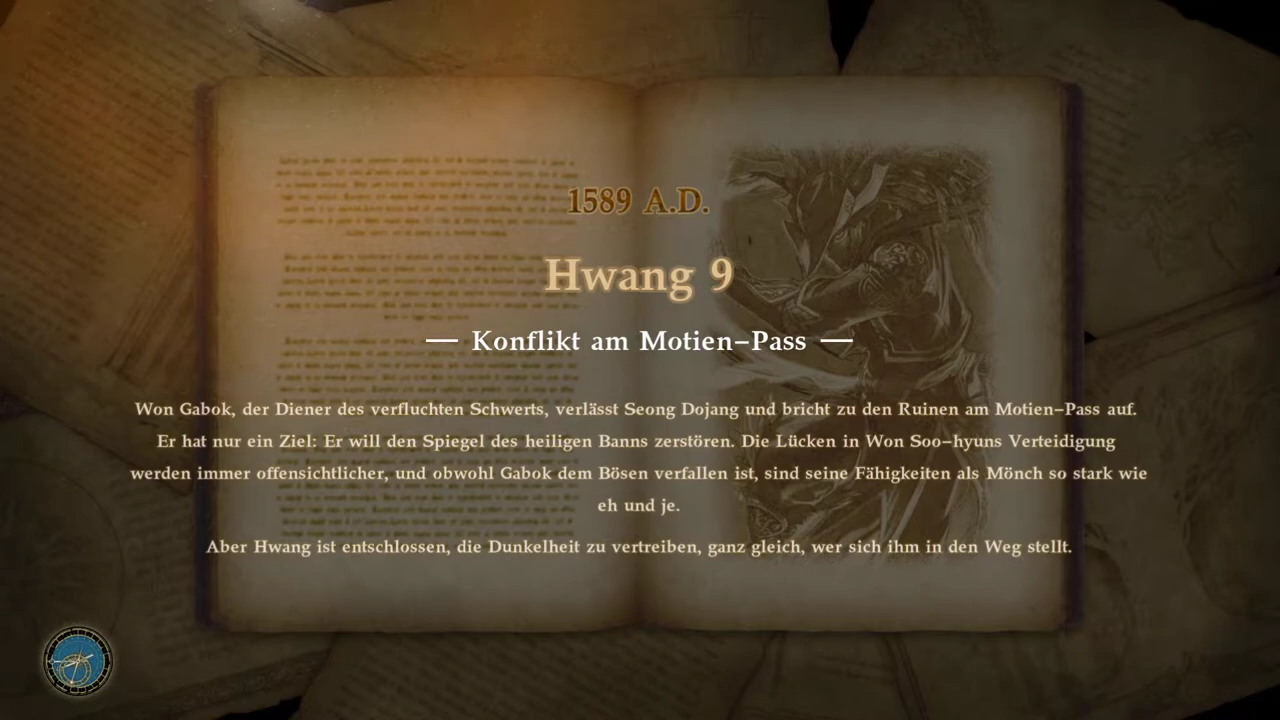 1589 A.D.
Hwang 9
— Konflikt am Motien–Pass —
Won Gabok, der Diener des verfluchten Schwerts, verlässt Seong Dojang und bricht zu den Ruinen am Motien–Pass auf.
Er hat nur ein Ziel: Er will den Spiegel des heiligen Banns zerstören. Die Lücken in Won Soo–hyuns Verteidigung
werden immer offensichtlicher, und obwohl Gabok dem Bösen verfallen ist, sind seine Fähigkeiten als Mönch so stark wie
eh und je.
Aber Hwang ist entschlossen, die Dunkelheit zu vertreiben, ganz gleich, wer sich ihm in den Weg stellt.